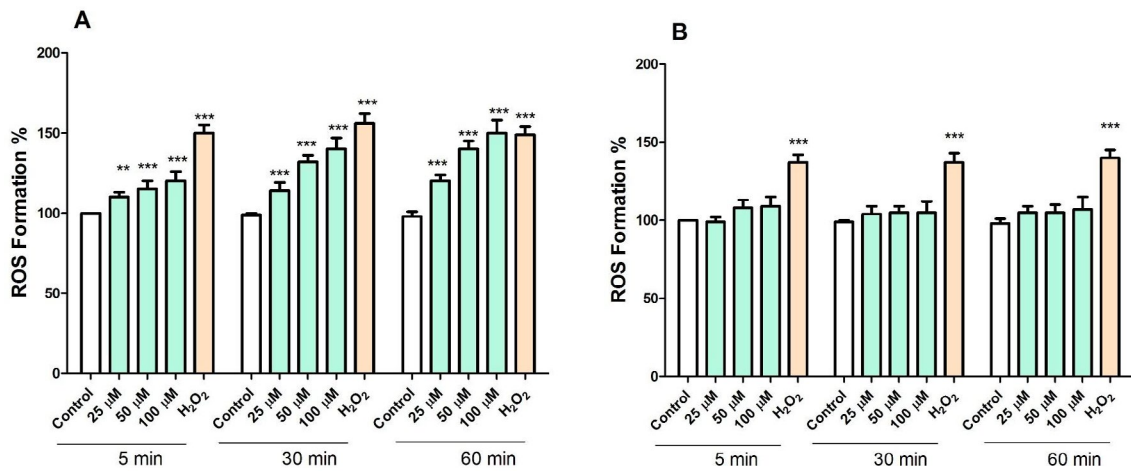 A
ROS Formation %
200
150
100
50
0
** *** *** ***
*** *** *** ***
*** *** *** ***
Control 25 μM 50 μM 100 μM H₂O₂
Control 25 μM 50 μM 100 μM H₂O₂
Control 25 μM 50 μM 100 μM H₂O₂
5 min 30 min 60 min
B
ROS Formation %
200
150
100
50
0
*** *** ***
Control 25 μM 50 μM 100 μM H₂O₂
Control 25 μM 50 μM 100 μM H₂O₂
Control 25 μM 50 μM 100 μM H₂O₂
5 min 30 min 60 min